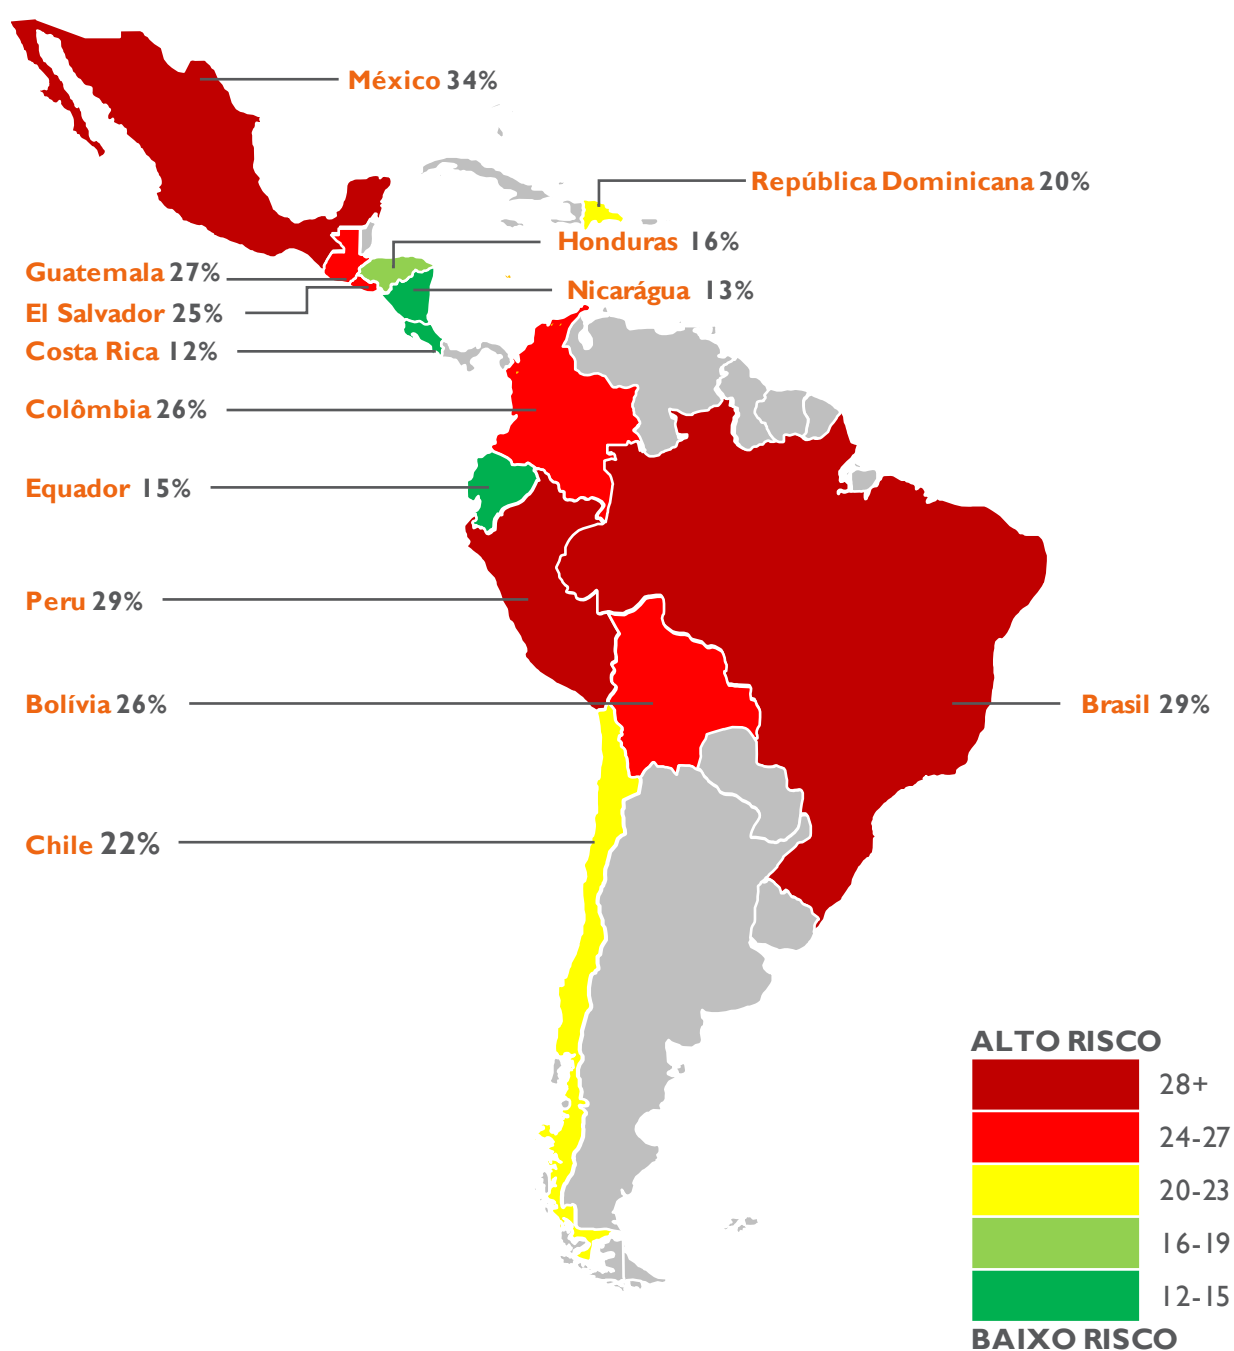 México 34%
República Dominicana 20%
Honduras 16%
Guatemala 27%
Nicarágua 13%
El Salvador 25%
Costa Rica 12%
Colômbia 26%
Equador 15%
Peru 29%
Bolívia 26%
Brasil 29%
Chile 22%
ALTO RISCO
28+
24-27
20-23
16-19
12-15
BAIXO RISCO